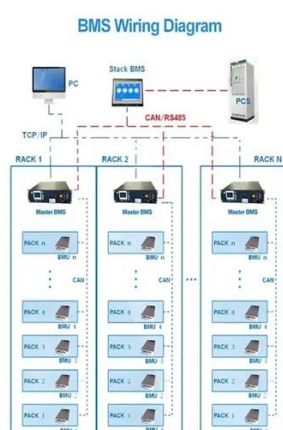 BMS Wiring Diagram
PC
Stack BMS
PCS
CAN/RS485
TCP/IP
RACK 1
RACK 2
RACK N
Master BMS
Master BMS
Master BMS
PACK n
BMU n
PACK n
BMU n
PACK n
BMU n
CAN
CAN
...
PACK 4
BMU 4
PACK 4
BMU 4
PACK 4
BMU 4
PACK 3
BMU 3
PACK 3
BMU 3
PACK 3
BMU 3
PACK 2
BMU 2
PACK 2
BMU 2
PACK 2
BMU 2
PACK 1
PACK 1
PACK 1